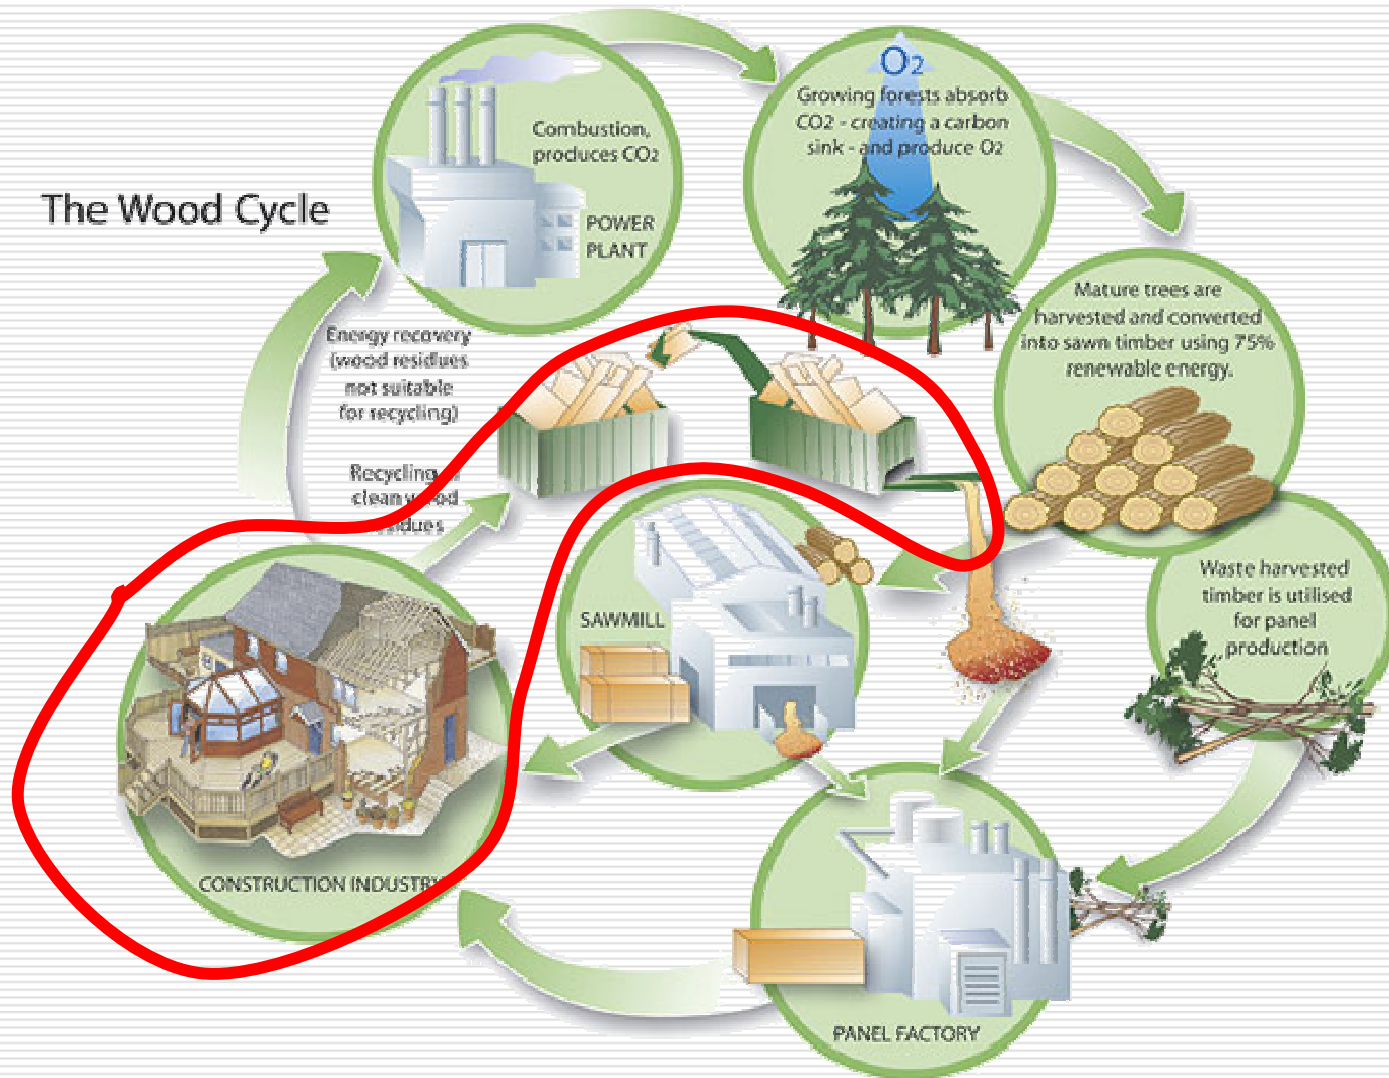 The Wood Cycle
Combustion,
produces CO2
POWER
PLANT
O2
Growing forests absorb
CO2 - creating a carbon
sink - and produce O2
Mature trees are
harvested and converted
into sawn timber using 75%
renewable energy.
Energy recovery
(wood residues
not suitable
for recycling)
Recycling
clean wood
residues
Waste harvested
timber is utilised
for panel
production
SAWMILL
CONSTRUCTION INDUSTRY
PANEL FACTORY